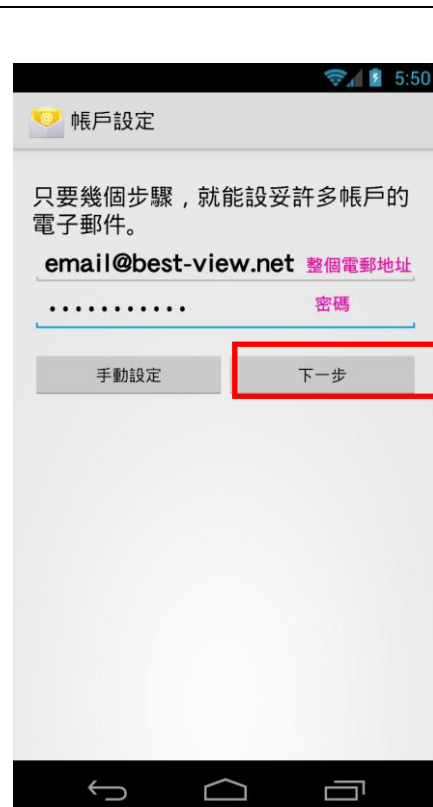 5:50
帳戶設定
只要幾個步驟，就能設妥許多帳戶的
電子郵件。
email@best-view.net 整個電郵地址
••••••••••• 密碼
手動設定 下一步